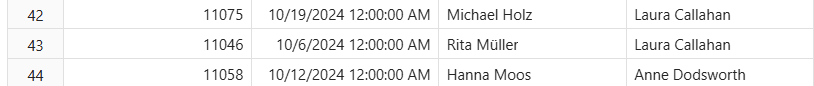 42 11075 10/19/2024 12:00:00 AM Michael Holz Laura Callahan
43 11046 10/6/2024 12:00:00 AM Rita Müller Laura Callahan
44 11058 10/12/2024 12:00:00 AM Hanna Moos Anne Dodsworth